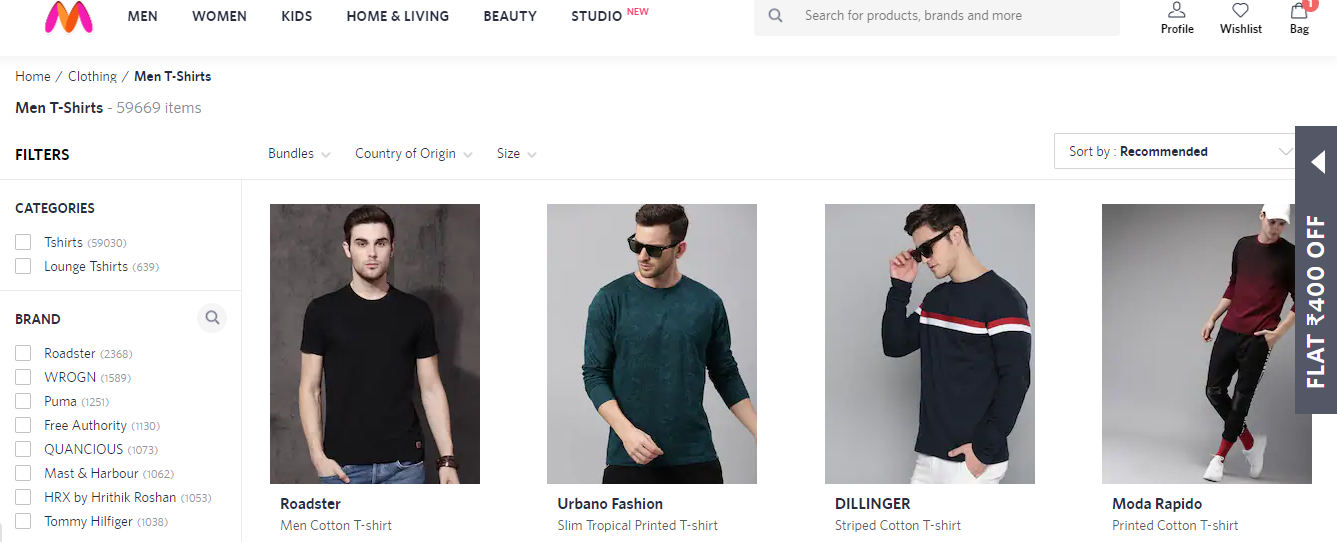 MEN WOMEN KIDS HOME & LIVING BEAUTY STUDIO NEW Search for products, brands and more 1
Profile Wishlist Bag
Home / Clothing / Men T-Shirts
Men T-Shirts - 59669 items
FILTERS Bundles Country of Origin Size Sort by : Recommended
FLAT ₹400 OFF
CATEGORIES
Tshirts (59030)
Lounge Tshirts (639)
BRAND
Roadster (2368)
WROGN (1589)
Puma (1251)
Free Authority (1130)
QUANCIOUS (1073)
Mast & Harbour (1062)
HRX by Hrithik Roshan (1053)
Tommy Hilfiger (1038)
Roadster
Men Cotton T-shirt
Urbano Fashion
Slim Tropical Printed T-shirt
DILLINGER
Striped Cotton T-shirt
Moda Rapido
Printed Cotton T-shirt